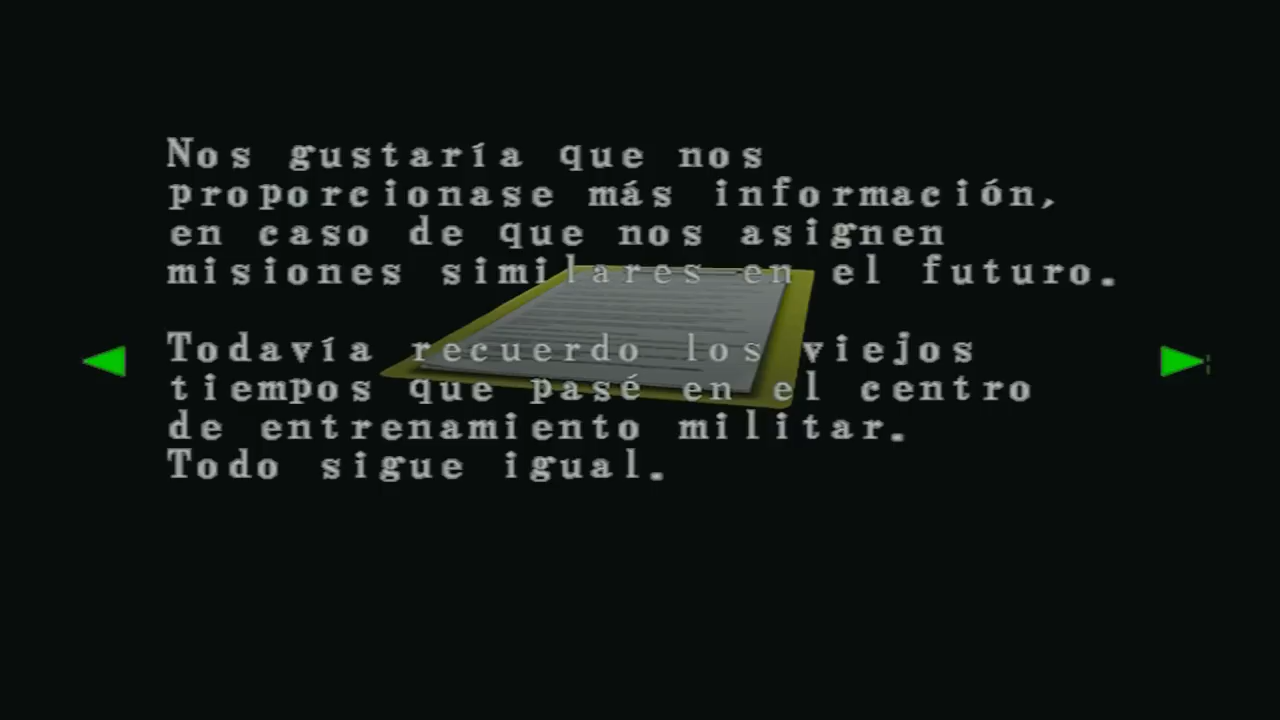 Nos gustaría que nos
proporcionase más información,
en caso de que nos asignen
misiones similares en el futuro.
Todavía recuerdo los viejos
tiempos que pasé en el centro
de entrenamiento militar.
Todo sigue igual.